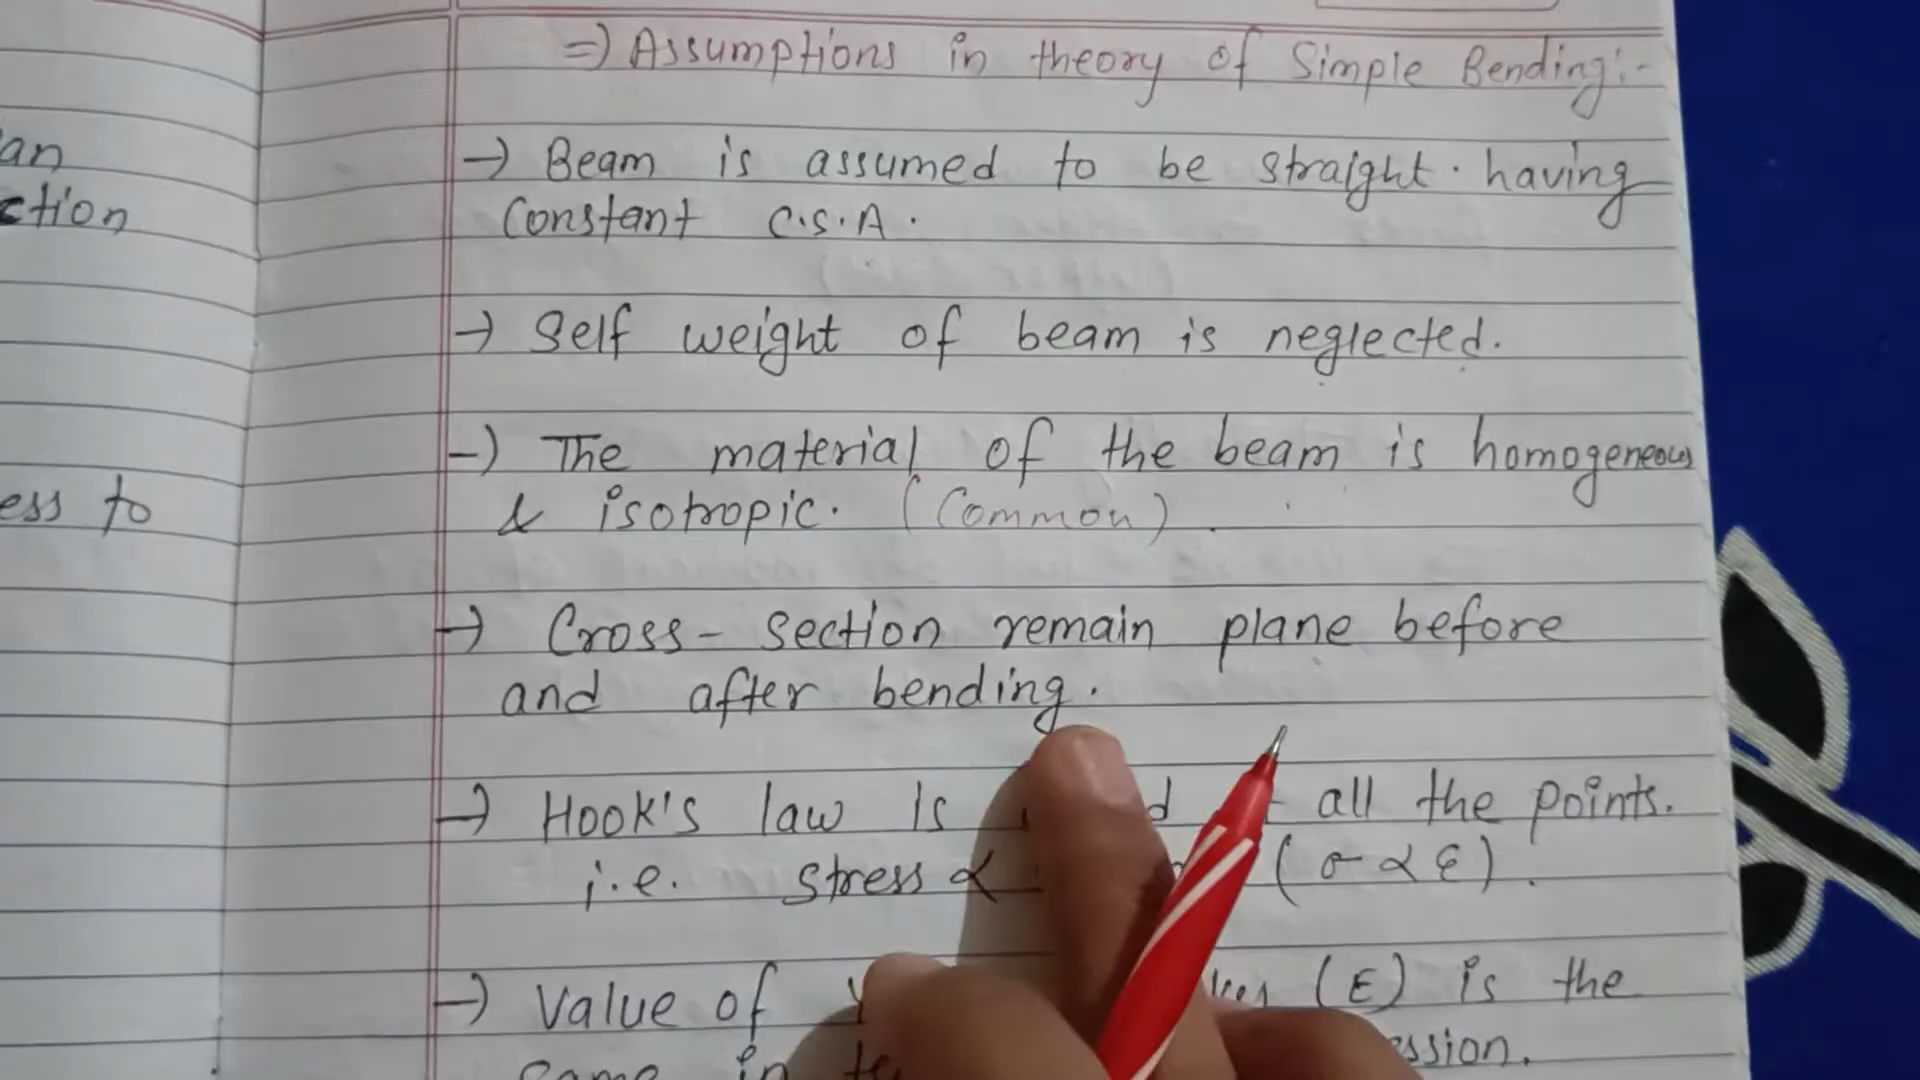 an
ction
ess to
=) Assumptions in theory of Simple Bending:-
→ Beam is assumed to be straight. having
Constant C.S.A.
→ Self weight of beam is neglected.
→ The material of the beam is homogeneous
& isotropic. (Common).
→ Cross-section remain plane before
and after bending.
→ Hook's law is all the points.
i.e. stress ∝ (σ ∝ ε).
→ Value of (E) is the
same in